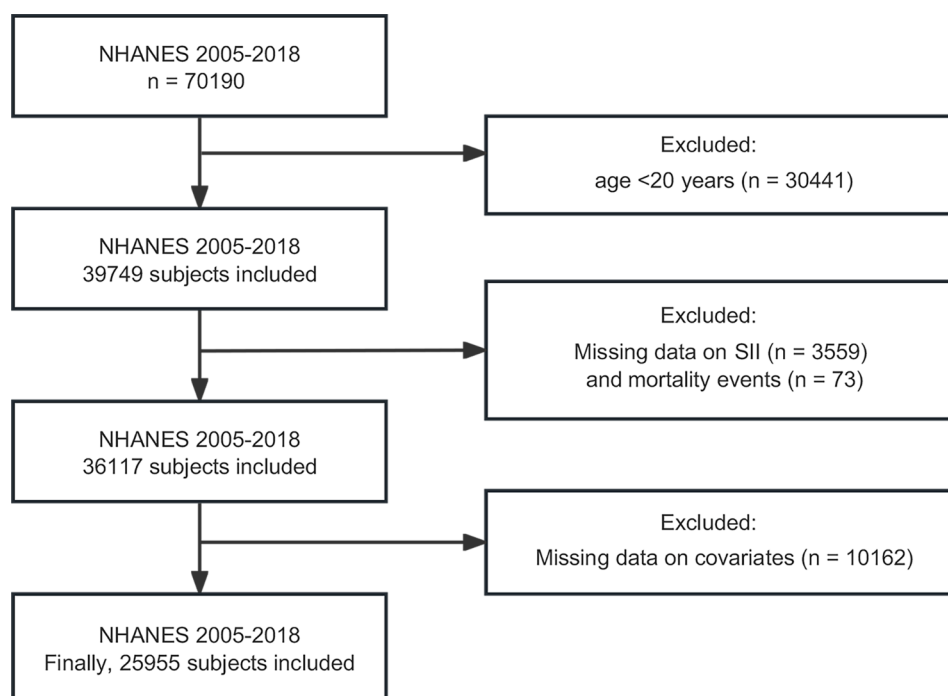 NHANES 2005-2018
n = 70190
Excluded:
age <20 years (n = 30441)
NHANES 2005-2018
39749 subjects included
Excluded:
Missing data on SII (n = 3559)
and mortality events (n = 73)
NHANES 2005-2018
36117 subjects included
Excluded:
Missing data on covariates (n = 10162)
NHANES 2005-2018
Finally, 25955 subjects included